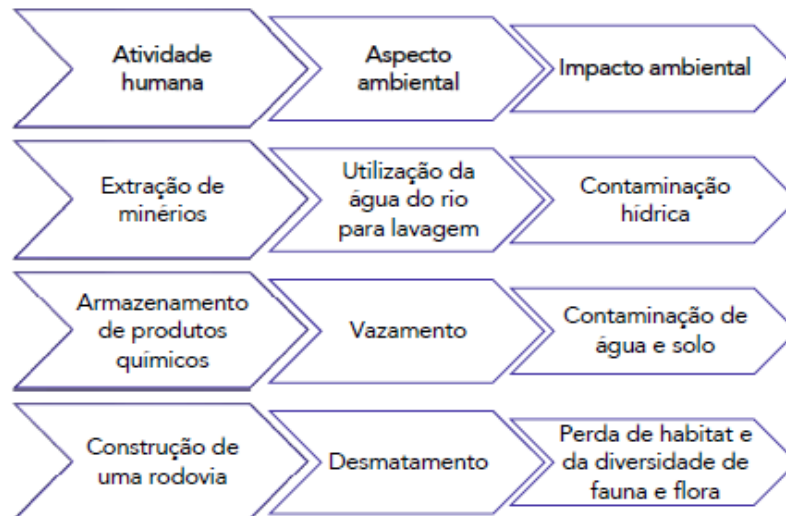 Atividade
humana
Aspecto
ambiental
Impacto ambiental
Extração de
minérios
Utilização da
água do rio
para lavagem
Contaminação
hídrica
Armazenamento
de produtos
químicos
Vazamento
Contaminação de
água e solo
Construção de
uma rodovia
Desmatamento
Perda de habitat e
da diversidade de
fauna e flora